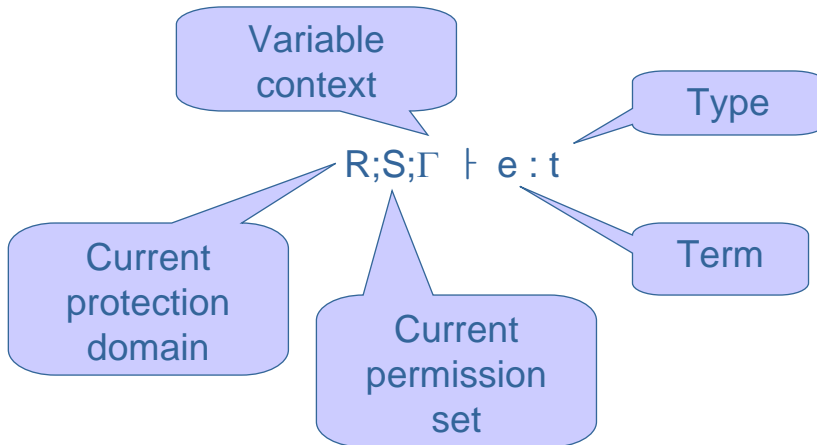 Variable
context
Type
R;S;Γ ⊦ e : t
Current
protection
domain
Term
Current
permission
set